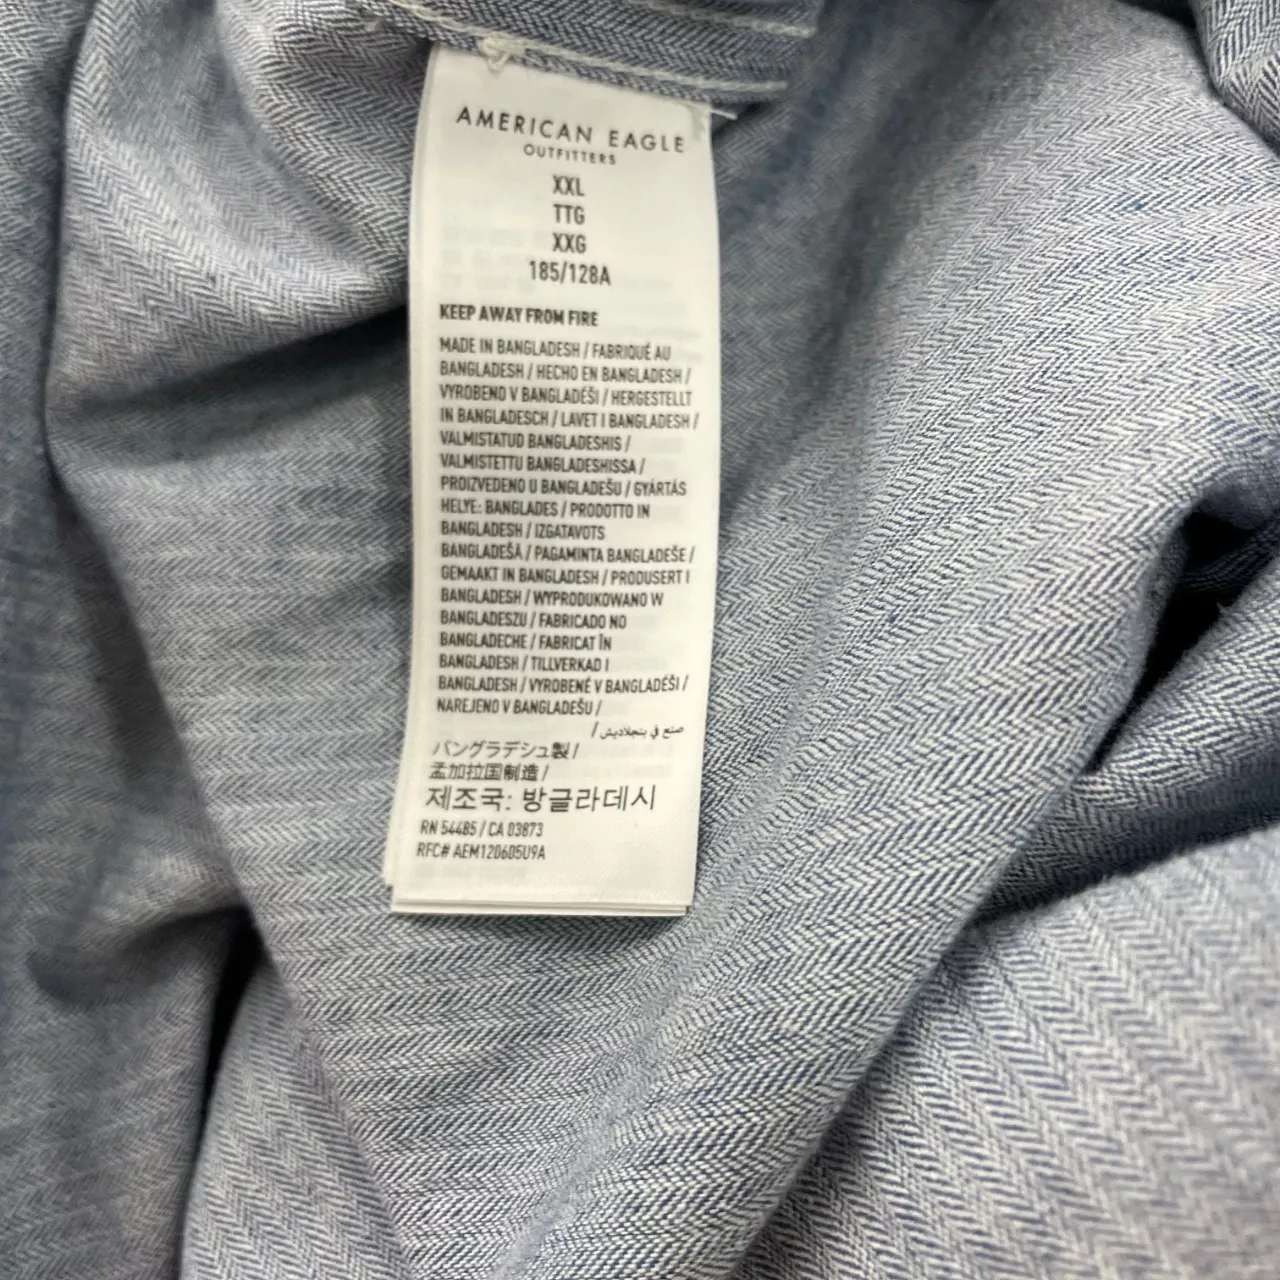 AMERICAN EAGLE
OUTFITTERS
XXL
TTG
XXG
185/128A
KEEP AWAY FROM FIRE
MADE IN BANGLADESH / FABRIQUÉ AU
BANGLADESH / HECHO EN BANGLADESH /
VYROBENO V BANGLADÉŠI / HERGESTELLT
IN BANGLADESCH / LAVET I BANGLADESH /
VALMISTATUD BANGLADESHIS /
VALMISTETTU BANGLADESHISSA /
PROIZVEDENO U BANGLADEŠU / GYÁRTÁS
HELYE: BANGLADES / PRODOTTO IN
BANGLADESH / IZGATAVOTS
BANGLADEŠĀ / PAGAMINTA BANGLADEŠE /
GEMAAKT IN BANGLADESH / PRODUSERT I
BANGLADESH / WYPRODUKOWANO W
BANGLADESZU / FABRICADO NO
BANGLADECHE / FABRICAT ÎN
BANGLADESH / TILLVERKAD I
BANGLADESH / VYROBENÉ V BANGLADÉŠI /
NAREJENO V BANGLADEŠU /
صنع في بنجلاديش /
バングラデシュ製 /
孟加拉国制造 /
제조국: 방글라데시
RN 54485 / CA 03873
RFC# AEM120605U9A